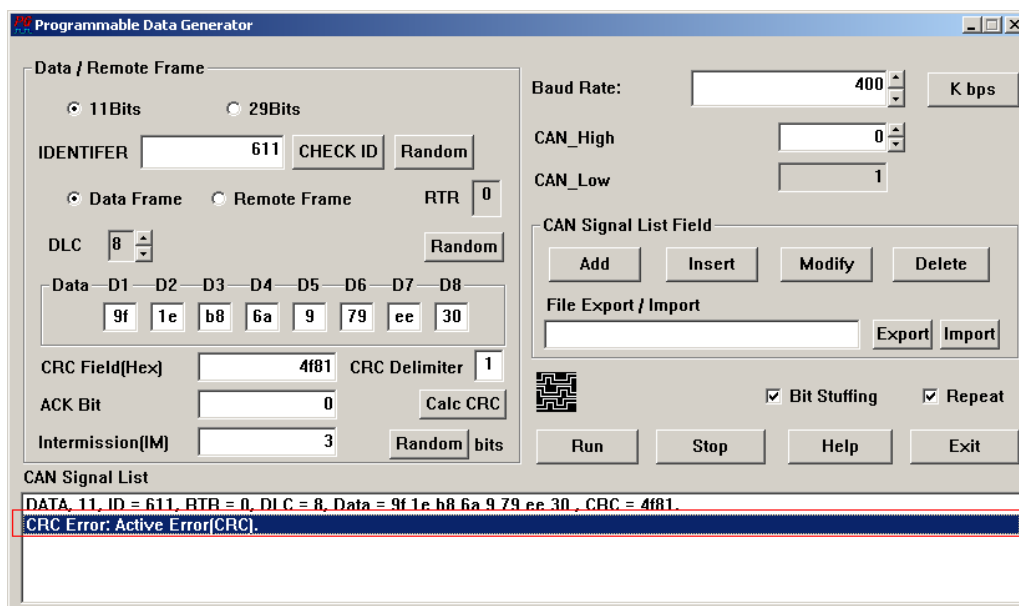 Programmable Data Generator
Data / Remote Frame
11Bits 29Bits
IDENTIFER 611 CHECK ID Random
Data Frame Remote Frame RTR 0
DLC 8 Random
Data D1 D2 D3 D4 D5 D6 D7 D8
9f 1e b8 6a 9 79 ee 30
CRC Field(Hex) 4f81 CRC Delimiter 1
ACK Bit 0 Calc CRC
Intermission(IM) 3 Random bits
Baud Rate: 400 K bps
CAN_High 0
CAN_Low 1
CAN Signal List Field
Add Insert Modify Delete
File Export / Import
Export Import
Bit Stuffing Repeat
Run Stop Help Exit
CAN Signal List
DATA, 11, ID = 611, RTR = 0, DLC = 8, Data = 9f 1e b8 6a 9 79 ee 30 , CRC = 4f81.
CRC Error: Active Error(CRC).